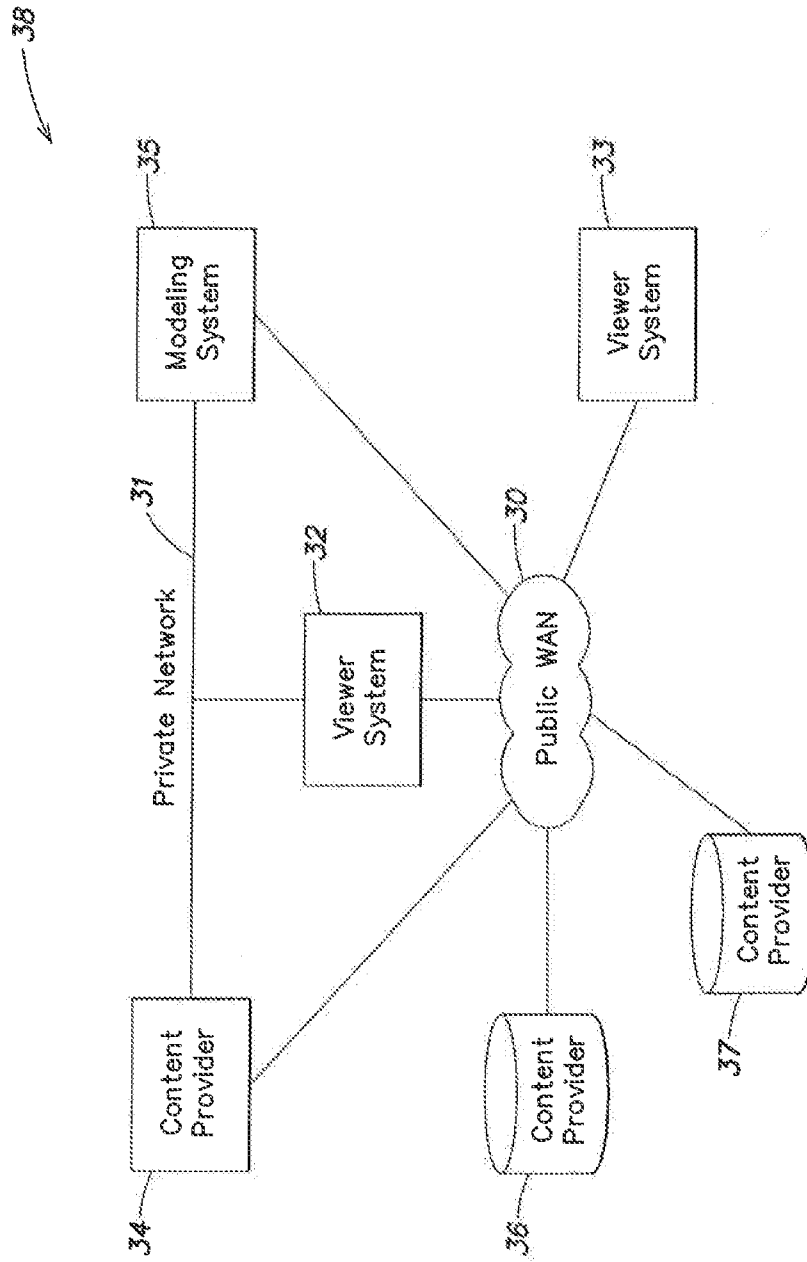 38
34
Content
Provider
Private Network
31
35
Modeling
System
32
Viewer
System
36
Content
Provider
30
Public WAN
33
Viewer
System
37
Content
Provider